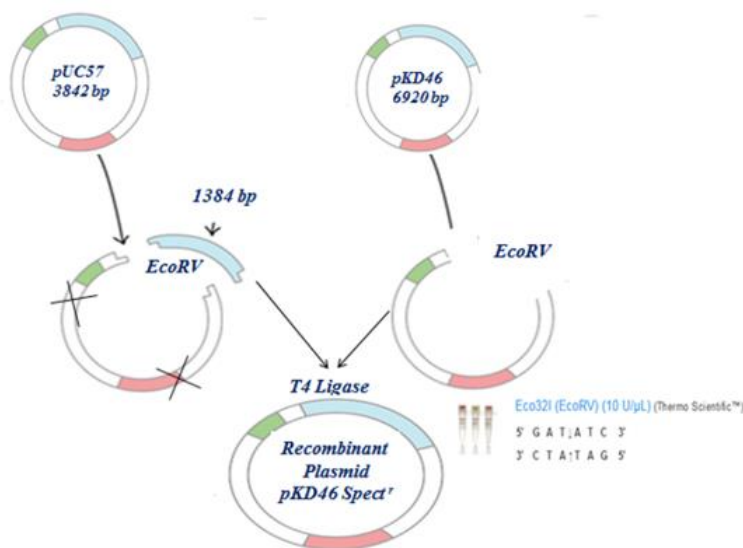 pUC57
3842 bp
pKD46
6920 bp
1384 bp
EcoRV
EcoRV
T4 Ligase
Recombinant
Plasmid
pKD46 Spectʳ
Eco32I (EcoRV) (10 U/µL) (Thermo Scientific™)
5' G A T↓A T C 3'
3' C T A↑T A G 5'